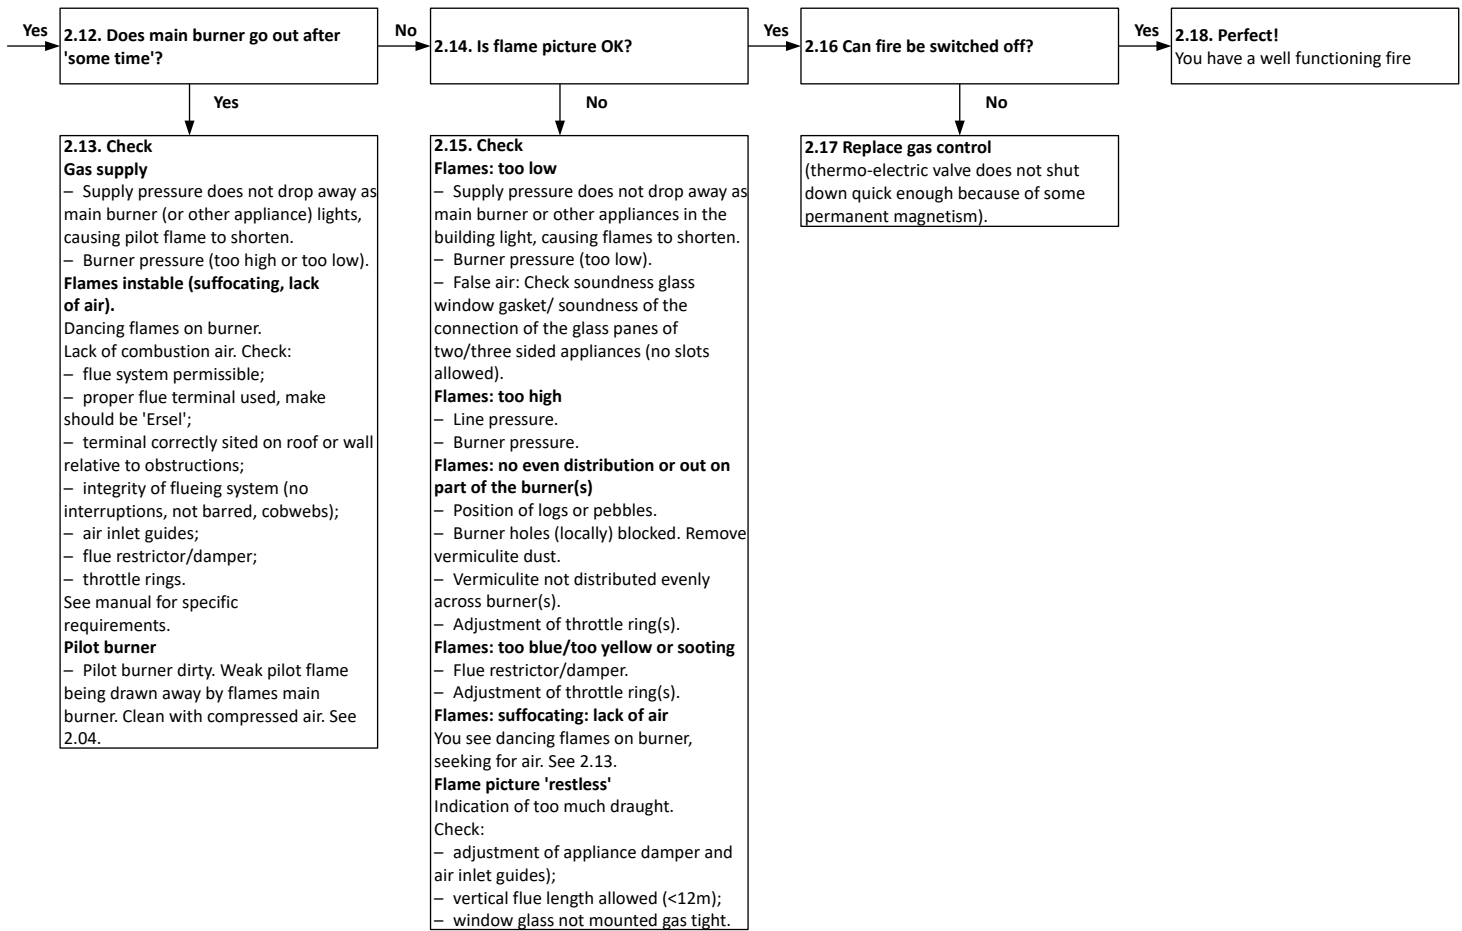 Yes
2.12. Does main burner go out after
'some time'?
No
2.14. Is flame picture OK?
Yes
2.16 Can fire be switched off?
Yes
2.18. Perfect!
You have a well functioning fire
Yes
No
No
2.13. Check
Gas supply
– Supply pressure does not drop away as
main burner (or other appliance) lights,
causing pilot flame to shorten.
– Burner pressure (too high or too low).
Flames instable (suffocating, lack
of air).
Dancing flames on burner.
Lack of combustion air. Check:
– flue system permissible;
– proper flue terminal used, make
should be 'Ersel';
– terminal correctly sited on roof or wall
relative to obstructions;
– integrity of flueing system (no
interruptions, not barred, cobwebs);
– air inlet guides;
– flue restrictor/damper;
– throttle rings.
See manual for specific
requirements.
Pilot burner
– Pilot burner dirty. Weak pilot flame
being drawn away by flames main
burner. Clean with compressed air. See
2.04.
2.15. Check
Flames: too low
– Supply pressure does not drop away as
main burner or other appliances in the
building light, causing flames to shorten.
– Burner pressure (too low).
– False air: Check soundness glass
window gasket/ soundness of the
connection of the glass panes of
two/three sided appliances (no slots
allowed).
Flames: too high
– Line pressure.
– Burner pressure.
Flames: no even distribution or out on
part of the burner(s)
– Position of logs or pebbles.
– Burner holes (locally) blocked. Remove
vermiculite dust.
– Vermiculite not distributed evenly
across burner(s).
– Adjustment of throttle ring(s).
Flames: too blue/too yellow or sooting
– Flue restrictor/damper.
– Adjustment of throttle ring(s).
Flames: suffocating: lack of air
You see dancing flames on burner,
seeking for air. See 2.13.
Flame picture 'restless'
Indication of too much draught.
Check:
– adjustment of appliance damper and
air inlet guides);
– vertical flue length allowed (<12m);
– window glass not mounted gas tight.
2.17 Replace gas control
(thermo-electric valve does not shut
down quick enough because of some
permanent magnetism).